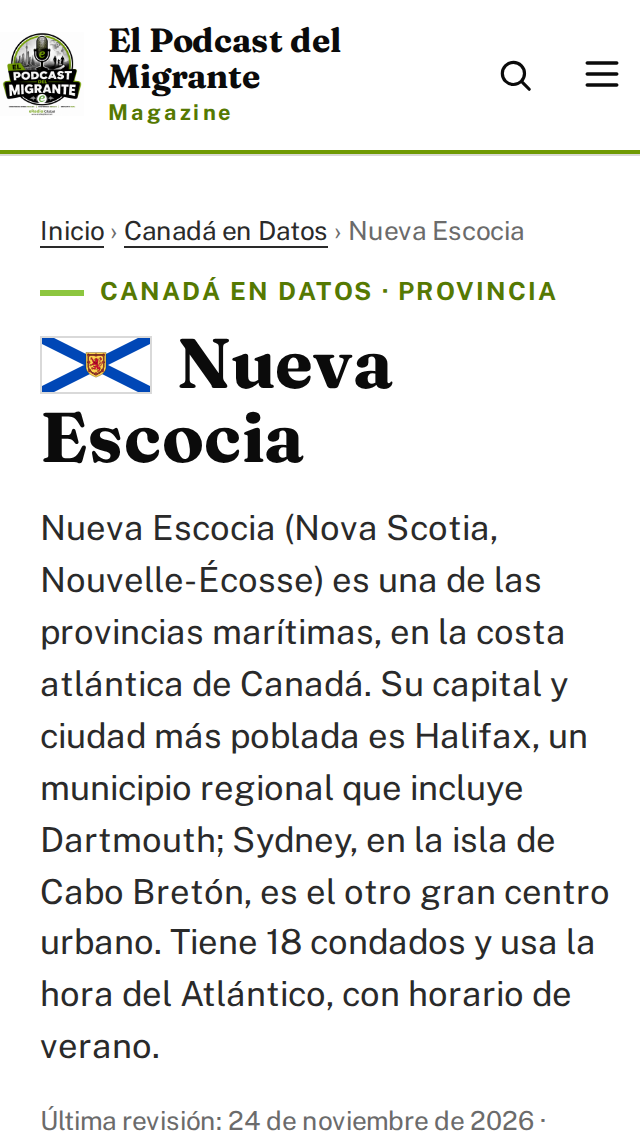 EL
PODCAST
DEL
MIGRANTE
El Podcast del
Migrante
Magazine
Inicio › Canadá en Datos › Nueva Escocia
CANADÁ EN DATOS · PROVINCIA
Nueva
Escocia
Nueva Escocia (Nova Scotia,
Nouvelle-Écosse) es una de las
provincias marítimas, en la costa
atlántica de Canadá. Su capital y
ciudad más poblada es Halifax, un
municipio regional que incluye
Dartmouth; Sydney, en la isla de
Cabo Bretón, es el otro gran centro
urbano. Tiene 18 condados y usa la
hora del Atlántico, con horario de
verano.
Última revisión: 24 de noviembre de 2026 ·